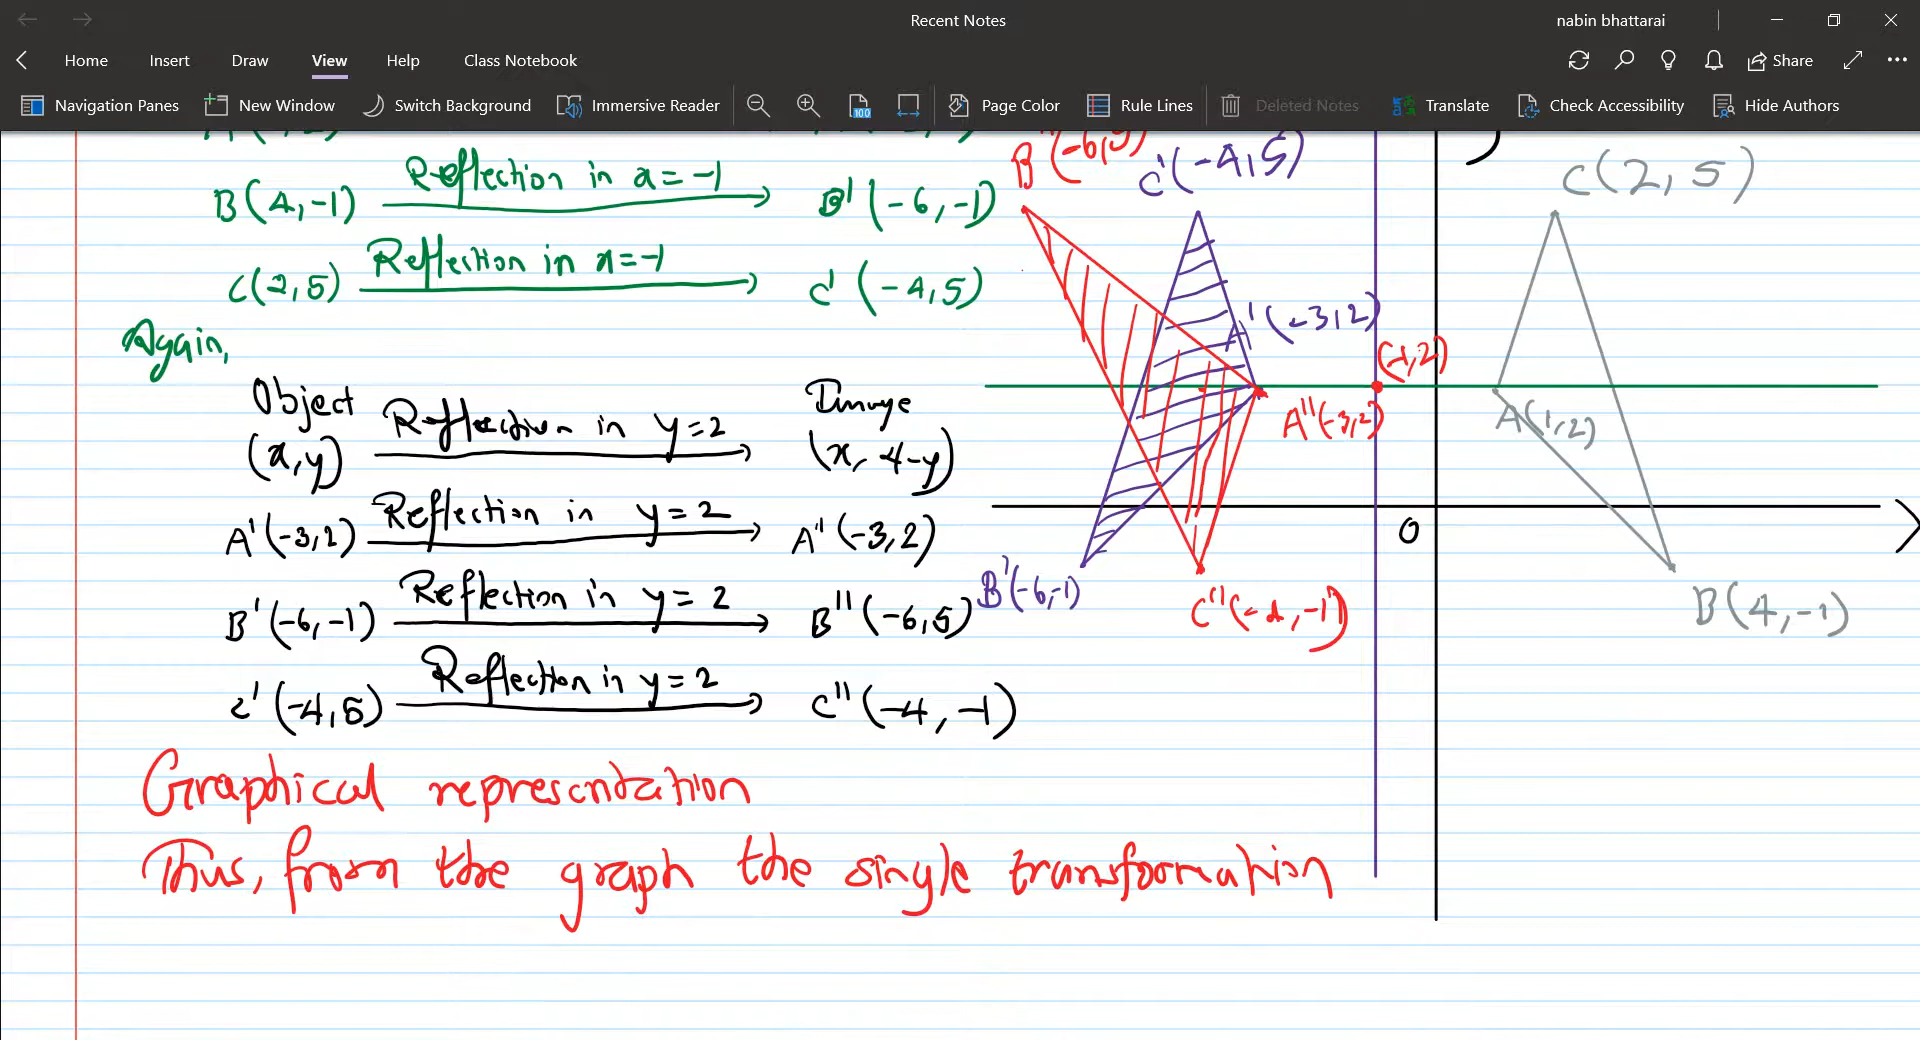 Recent Notes
nabin bhattarai
Home Insert Draw View Help Class Notebook
Share
Navigation Panes New Window Switch Background Immersive Reader 100 Page Color Rule Lines Deleted Notes Translate Check Accessibility Hide Authors
B(4,-1) Reflection in x=-1 B'(-6,-1)
C(2,5) Reflection in x=-1 C'(-4,5)
Again,
Object Image
(x,y) Reflection in y=2 (x, 4-y)
A'(-3,2) Reflection in y=2 A''(-3,2)
B'(-6,-1) Reflection in y=2 B''(-6,5)
C'(-4,5) Reflection in y=2 C''(-4,-1)
Graphical representation
Thus, from the graph the single transformation
C'(-4,5)
C(2,5)
A'(-3,2)
(-1,2)
A''(-3,2)
A(1,2)
O
B'(-6,-1)
C''(-4,-1)
B(4,-1)